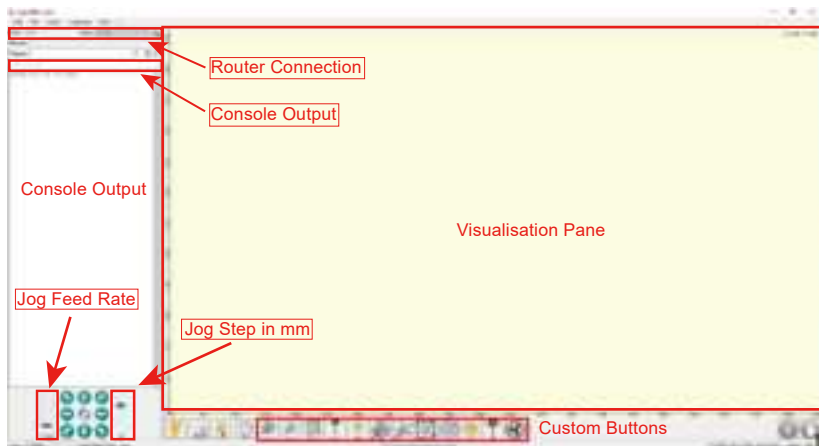 Router Connection
Console Output
Console Output
Visualisation Pane
Jog Feed Rate
Jog Step in mm
Custom Buttons